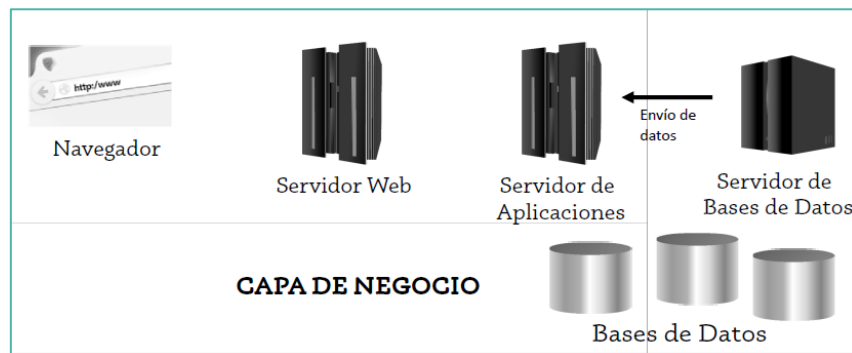 http:/www
Navegador
Servidor Web
Servidor de
Aplicaciones
Envío de
datos
Servidor de
Bases de Datos
CAPA DE NEGOCIO
Bases de Datos